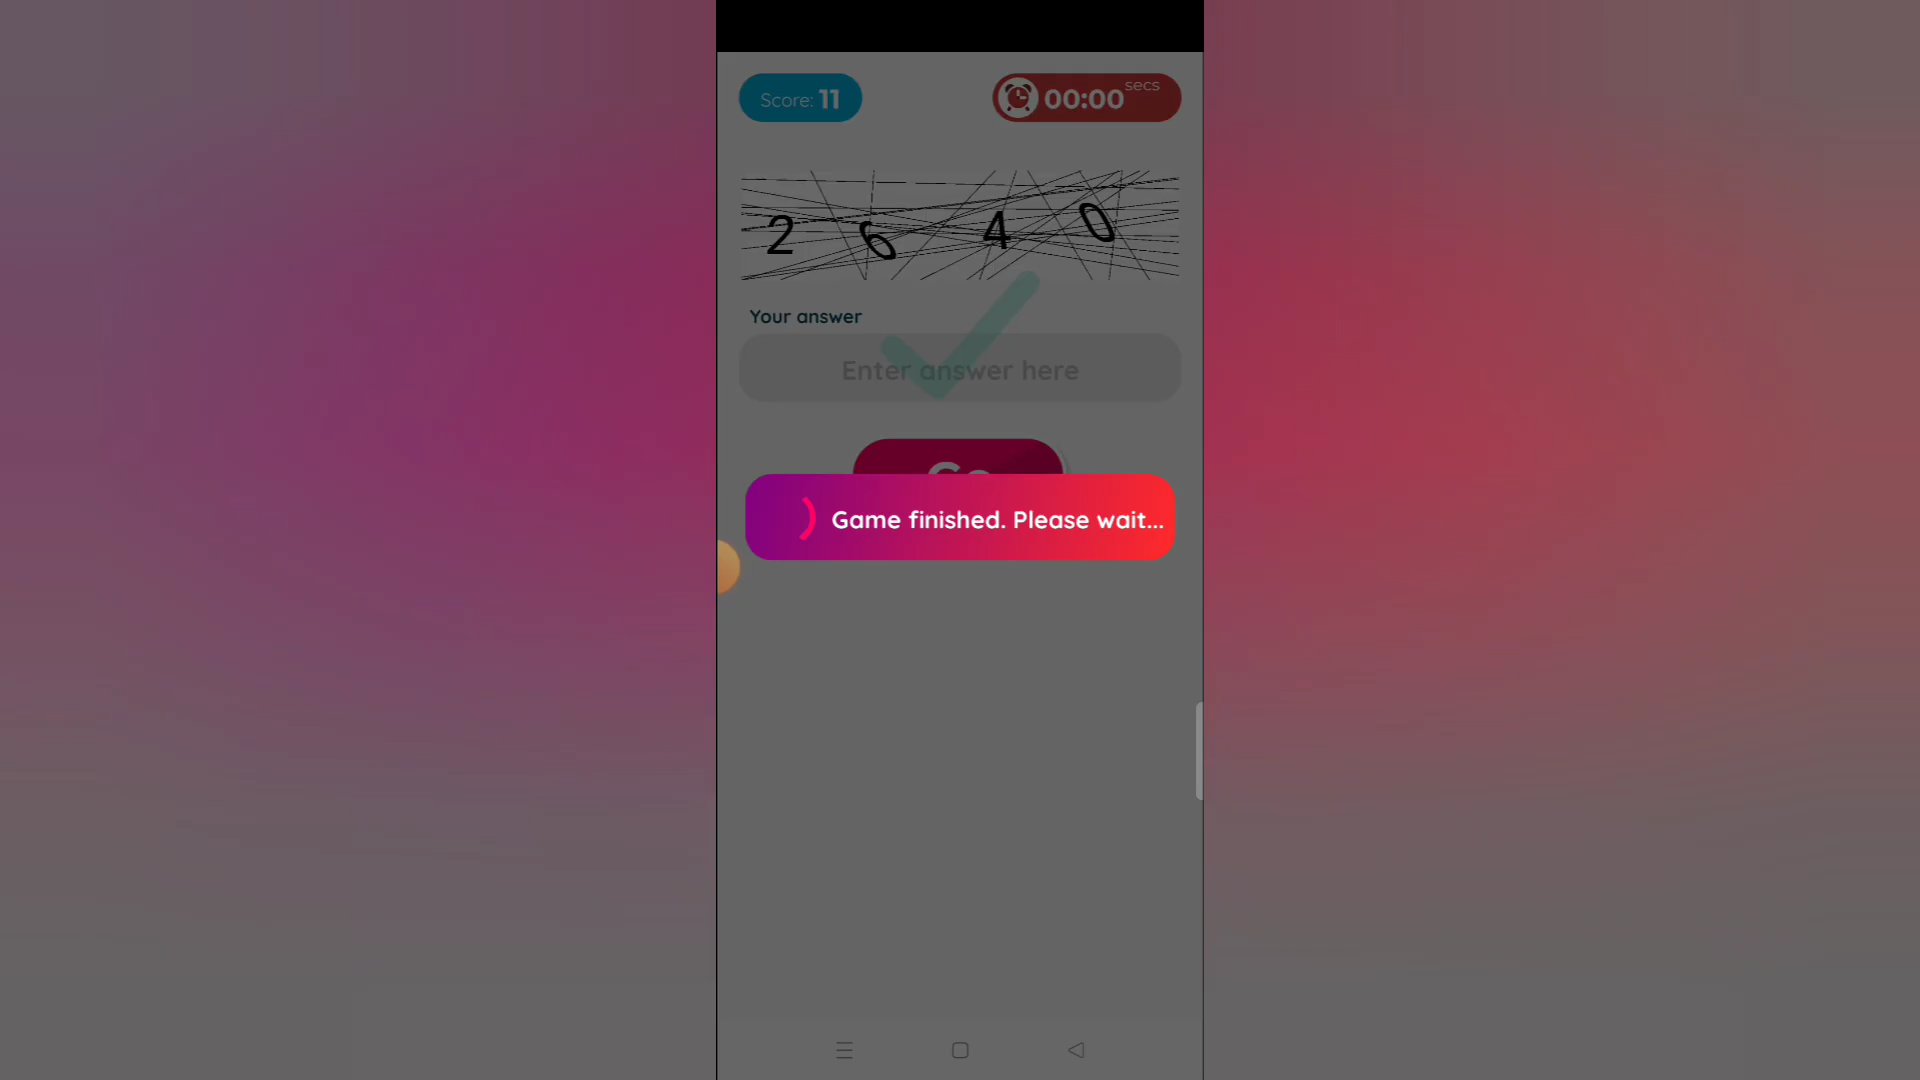 Score: 11
00:00 secs
2 6 4 0
Your answer
Enter answer here
Game finished. Please wait...